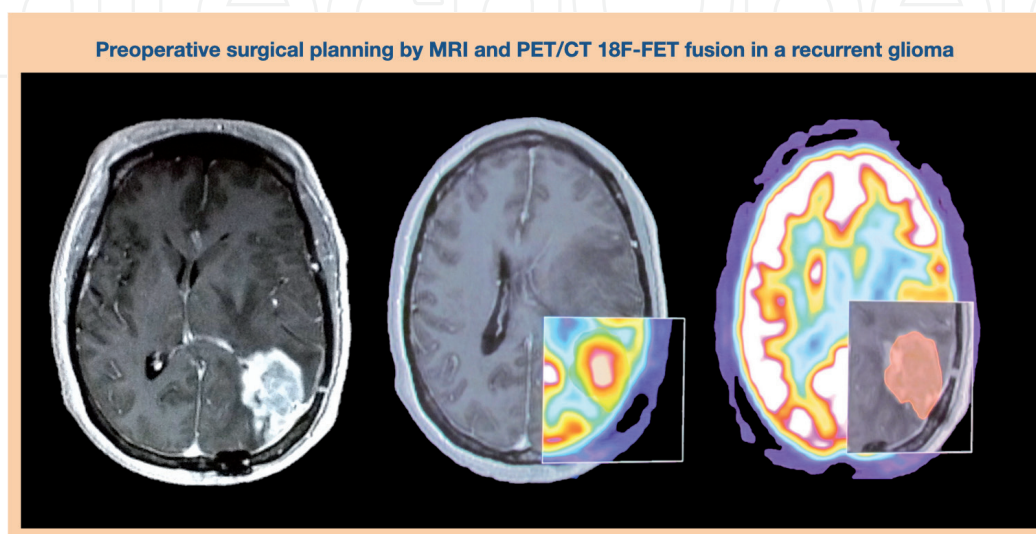 Preoperative surgical planning by MRI and PET/CT 18F-FET fusion in a recurrent glioma